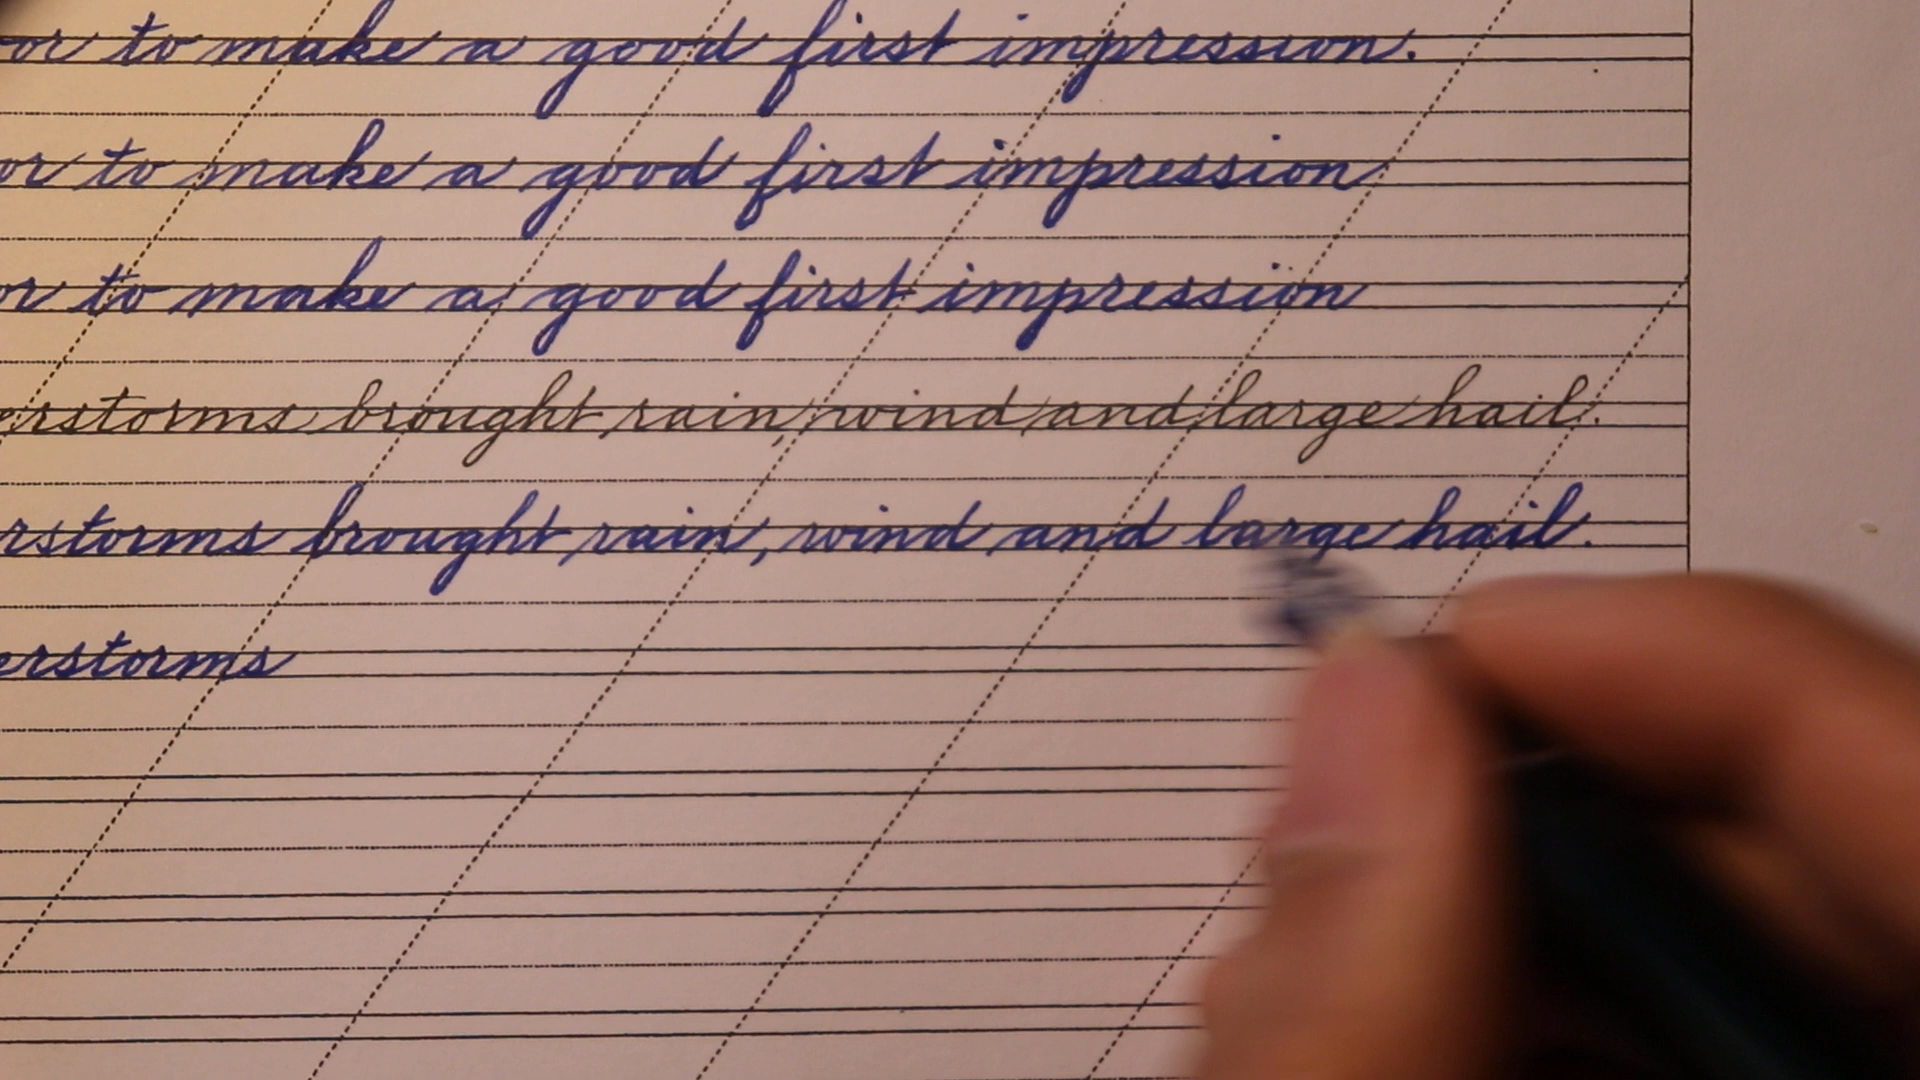 or to make a good first impression.
or to make a good first impression
or to make a good first impression
erstorms brought rain, wind and large hail.
rstorms brought rain, wind and large hail.
erstorms